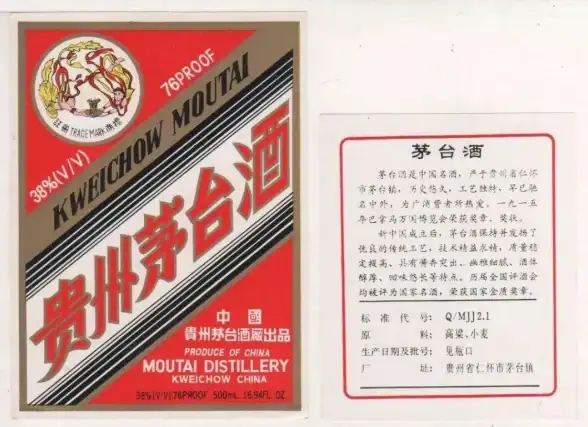 註冊 TRADE MARK 商標
38%(V/V)
76PROOF
KWEICHOW MOUTAI
贵州茅台酒
中國
貴州茅台酒廠出品
PRODUCE OF CHINA
MOUTAI DISTILLERY
KWEICHOW CHINA
38%(V/V)76PROOF 500mL 16.94FL. OZ.
茅台酒
茅台酒是中国名酒，产于贵州省仁怀
市茅台镇，历史悠久，工艺独特，早已驰
名中外，为广消费者所热爱。一九一五
年巴拿马万国博览会荣获奖章、奖状。
新中国成立后，茅台酒保持并发扬了
优良的传统工艺，技术精益求精，质量稳
定提高、具有酱香突出、幽雅细腻、酒体
醇厚、回味悠长等特点。历届全国评酒会
均被评为国家名酒，荣获国家金质奖章。
标准代号：Q/MJJ2.1
原料：高粱、小麦
生产日期及批号：见瓶口
厂址：贵州省仁怀市茅台镇